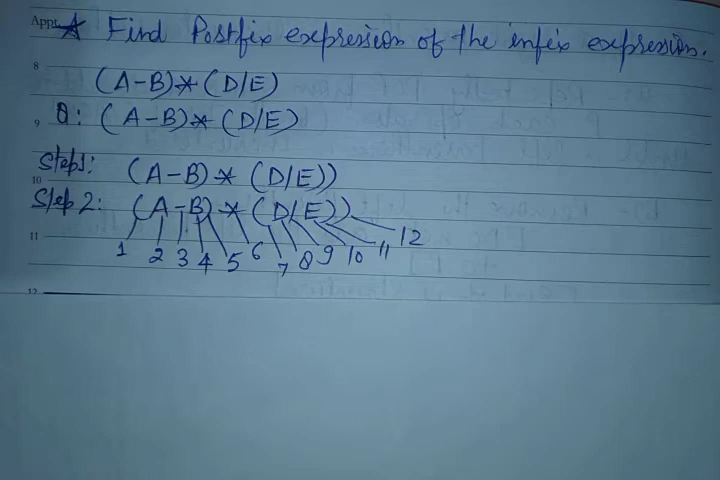 Appt. ★ Find Postfix expression of the infix expression.
8
(A-B)*(D/E)
9 Q: (A-B)*(D/E)
Step1: (A-B)*(D/E))
10
Step 2: (A-B)*(D/E))
11 1 2 3 4 5 6 7 8 9 10 11 12
12